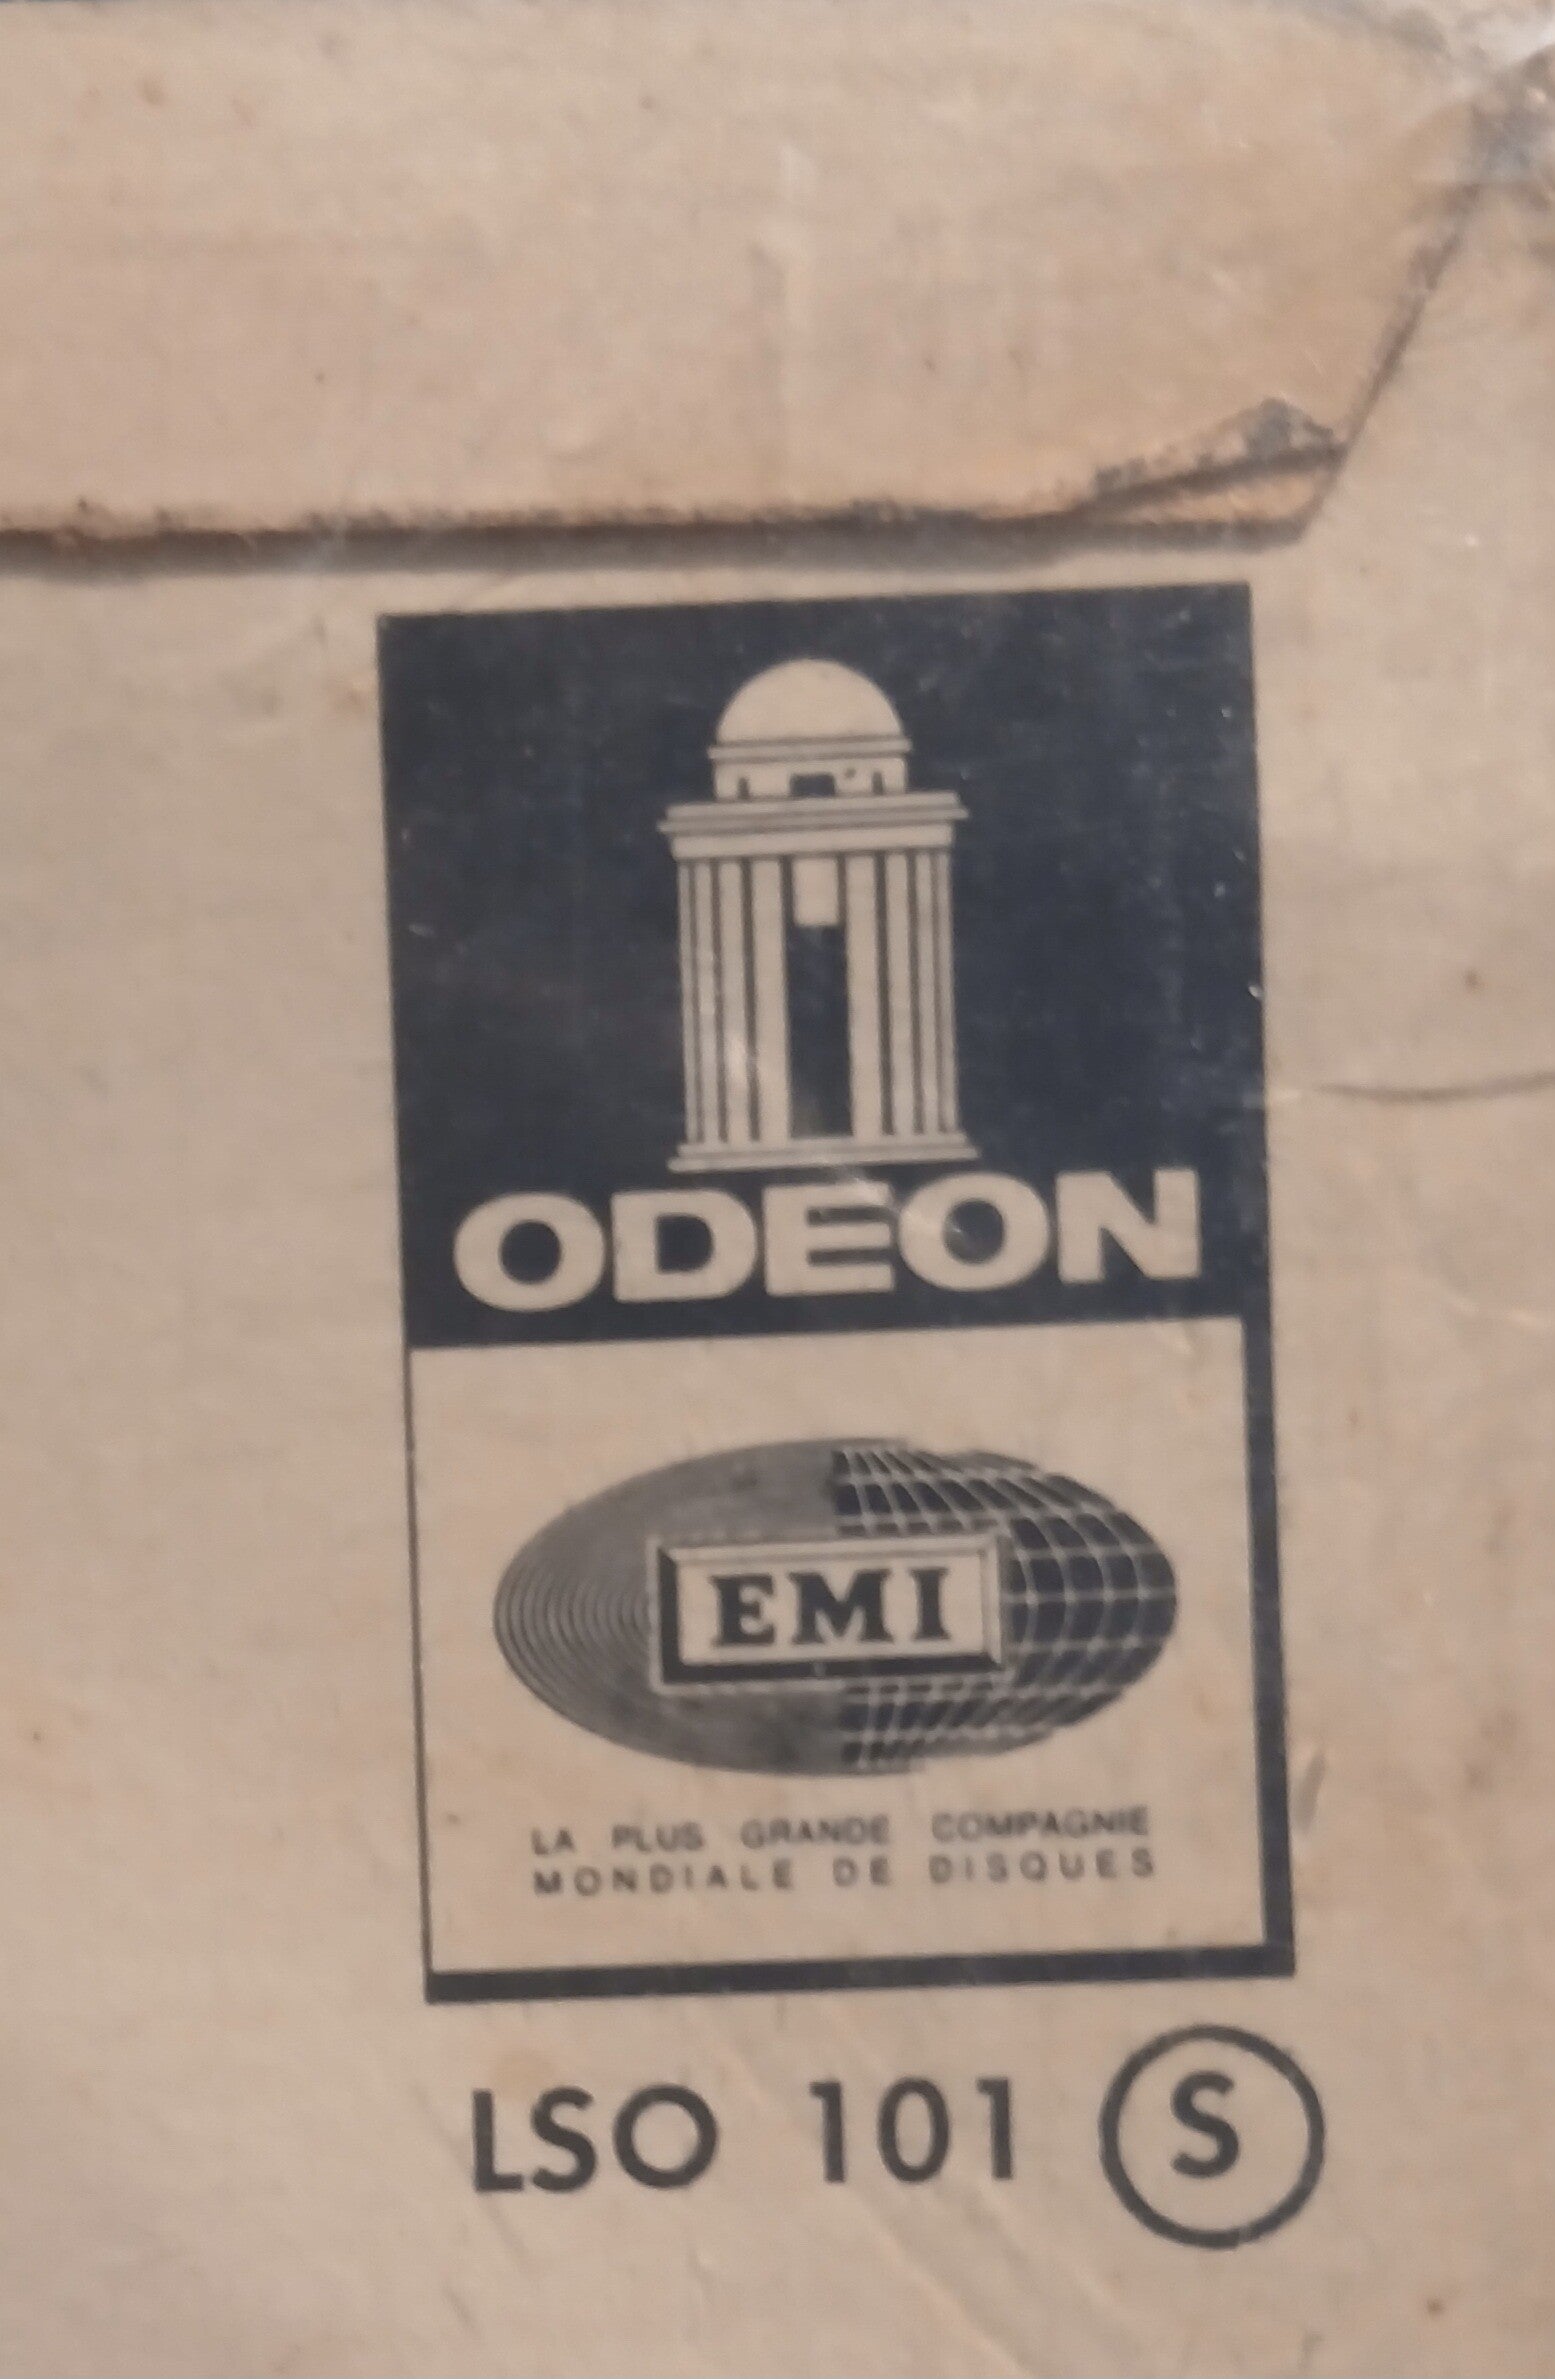 ODEON
EMI
LA PLUS GRANDE COMPAGNIE
MONDIALE DE DISQUES
LSO 101 S